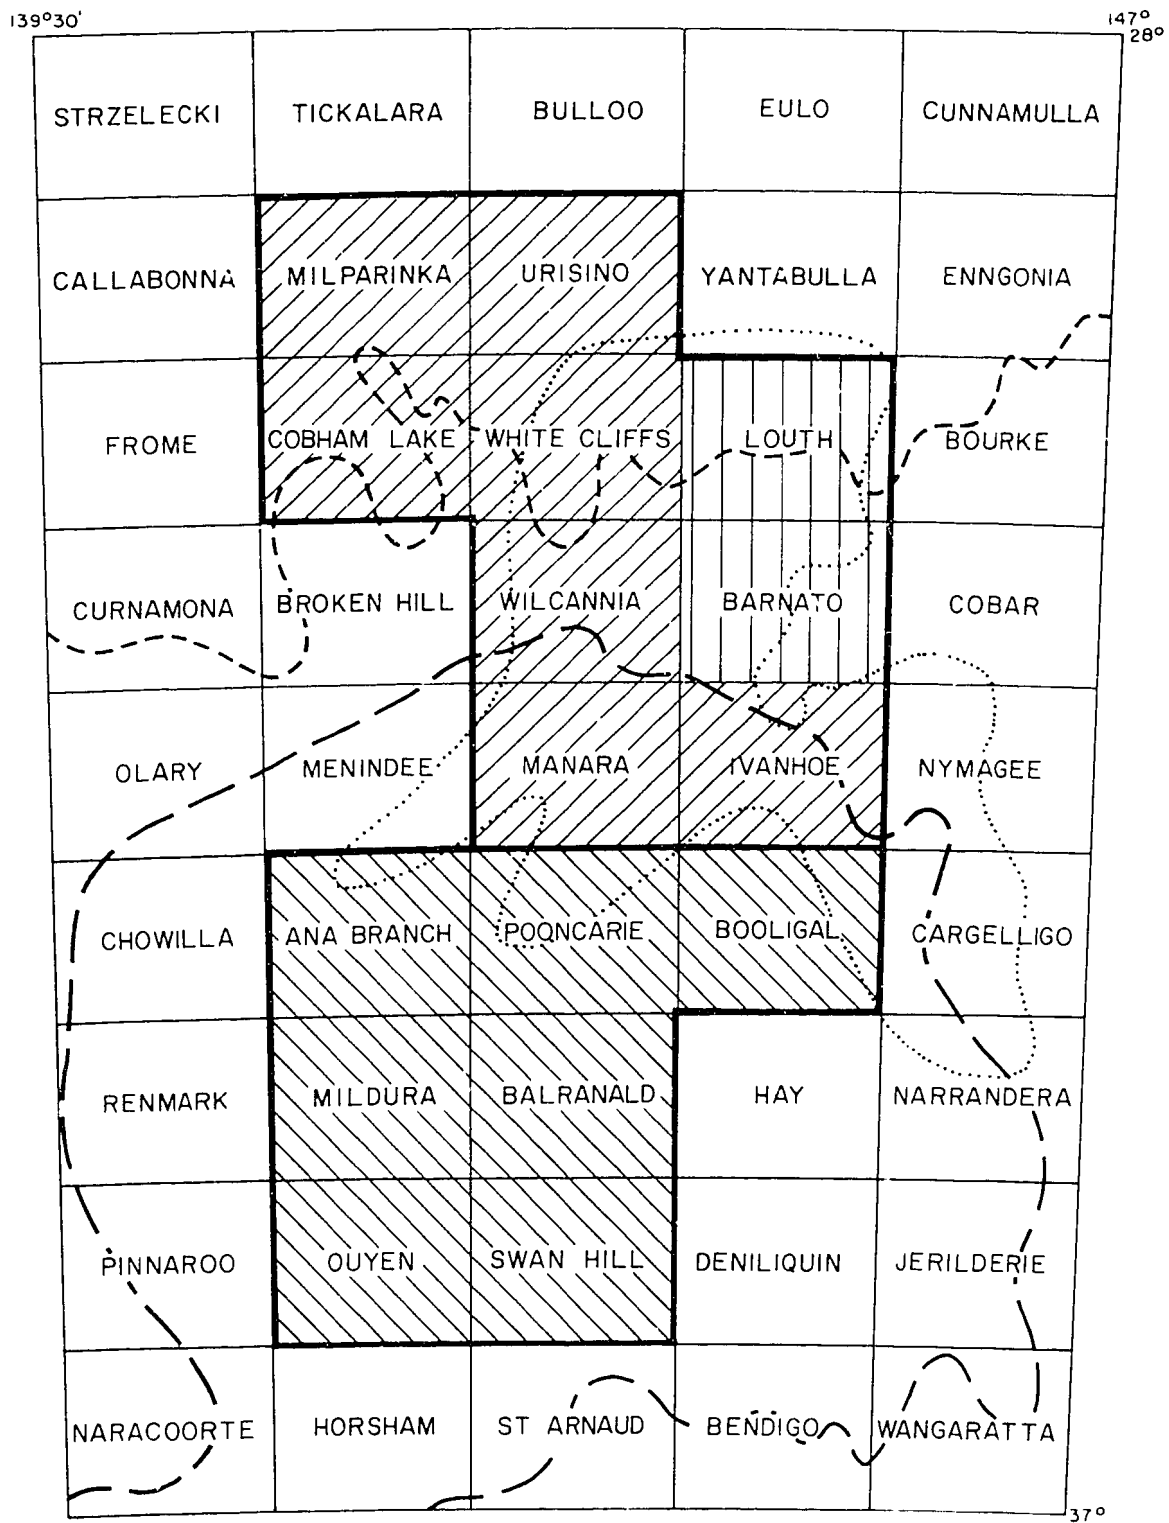 139°30'
147°
28°
STRZELECKI TICKALARA BULLOO EULO CUNNAMULLA
CALLABONNA MILPARINKA URISINO YANTABULLA ENNGONIA
FROME COBHAM LAKE WHITE CLIFFS LOUTH BOURKE
CURNAMONA BROKEN HILL WILCANNIA BARNATO COBAR
OLARY MENINDEE MANARA IVANHOE NYMAGEE
CHOWILLA ANA BRANCH POONCARIE BOOLIGAL CARGELLIGO
RENMARK MILDURA BALRANALD HAY NARRANDERA
PINNAROO OUYEN SWAN HILL DENILIQUIN JERILDERIE
NARACOORTE HORSHAM ST ARNAUD BENDIGO WANGARATTA
37°